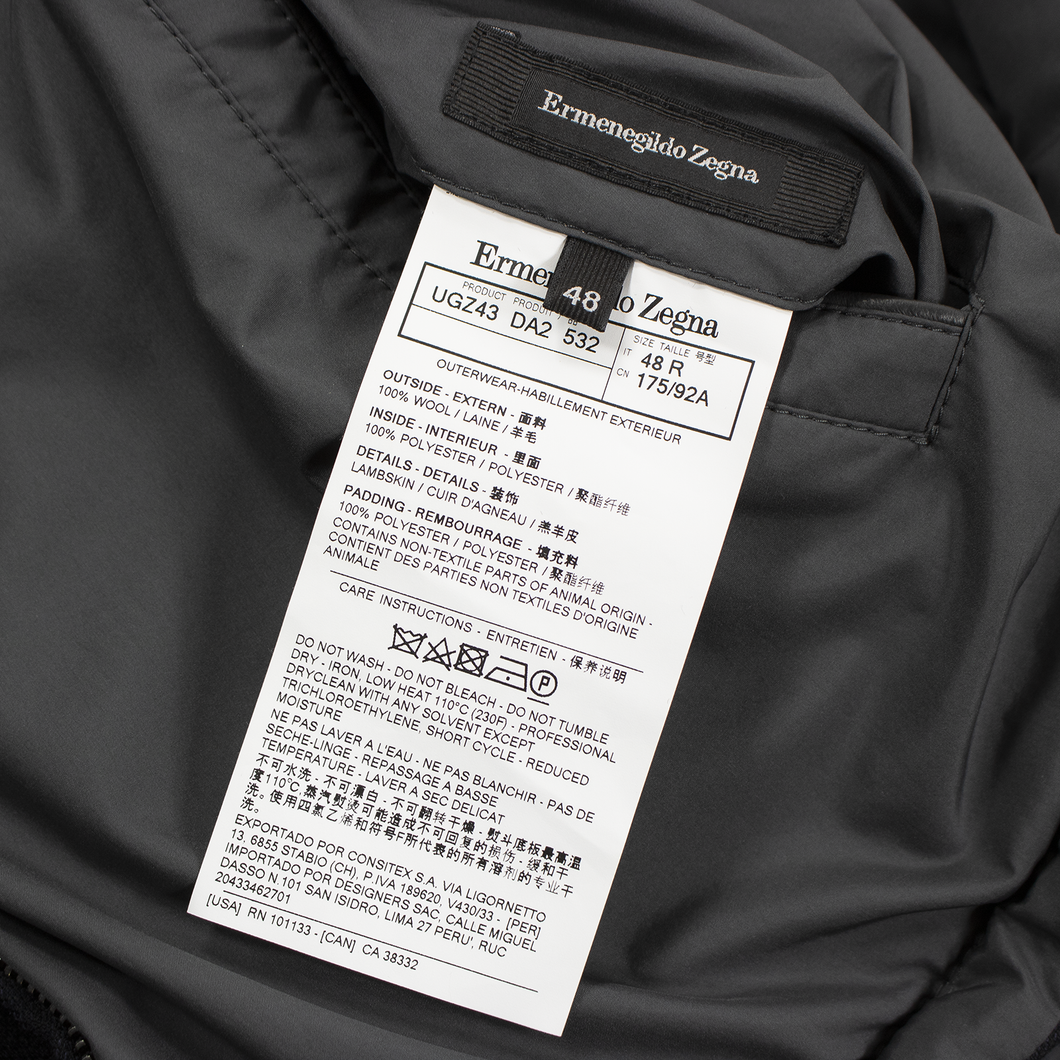 Ermenegildo Zegna
48
Zegna
PRODUCT PRODUIT
UGZ43 DA2 532
SIZE TAILLE 号型
IT 48 R
CN 175/92A
OUTERWEAR-HABILLEMENT EXTERIEUR
OUTSIDE - EXTERN - 面料
100% WOOL / LAINE / 羊毛
INSIDE - INTERIEUR - 里面
100% POLYESTER / POLYESTER / 聚酯纤维
DETAILS - DETAILS - 装饰
LAMBSKIN / CUIR D'AGNEAU / 羔羊皮
PADDING - REMBOURRAGE - 填充料
100% POLYESTER / POLYESTER / 聚酯纤维
CONTAINS NON-TEXTILE PARTS OF ANIMAL ORIGIN -
CONTIENT DES PARTIES NON TEXTILES D'ORIGINE
ANIMALE
CARE INSTRUCTIONS - ENTRETIEN - 保养说明
P
DO NOT WASH - DO NOT BLEACH - DO NOT TUMBLE
DRY - IRON, LOW HEAT 110°C (230F) - PROFESSIONAL
DRYCLEAN WITH ANY SOLVENT EXCEPT
TRICHLOROETHYLENE, SHORT CYCLE - REDUCED
MOISTURE
NE PAS LAVER A L'EAU - NE PAS BLANCHIR - PAS DE
SECHE-LINGE - REPASSAGE A BASSE
TEMPERATURE - LAVER A SEC DELICAT
不可水洗 - 不可漂白 - 不可翻转干燥 - 熨斗底板最高温
度110℃,蒸汽熨烫可能造成不可回复的损伤 - 缓和干
洗。使用四氯乙烯和符号F所代表的所有溶剂的专业干
洗。
EXPORTADO POR CONSITEX S.A. VIA LIGORNETTO
13, 6855 STABIO (CH), P.IVA 189620, V430/33 - [PER]
IMPORTADO POR DESIGNERS SAC, CALLE MIGUEL
DASSO N.101 SAN ISIDRO, LIMA 27 PERU', RUC
20433462701
[USA] RN 101133 - [CAN] CA 38332